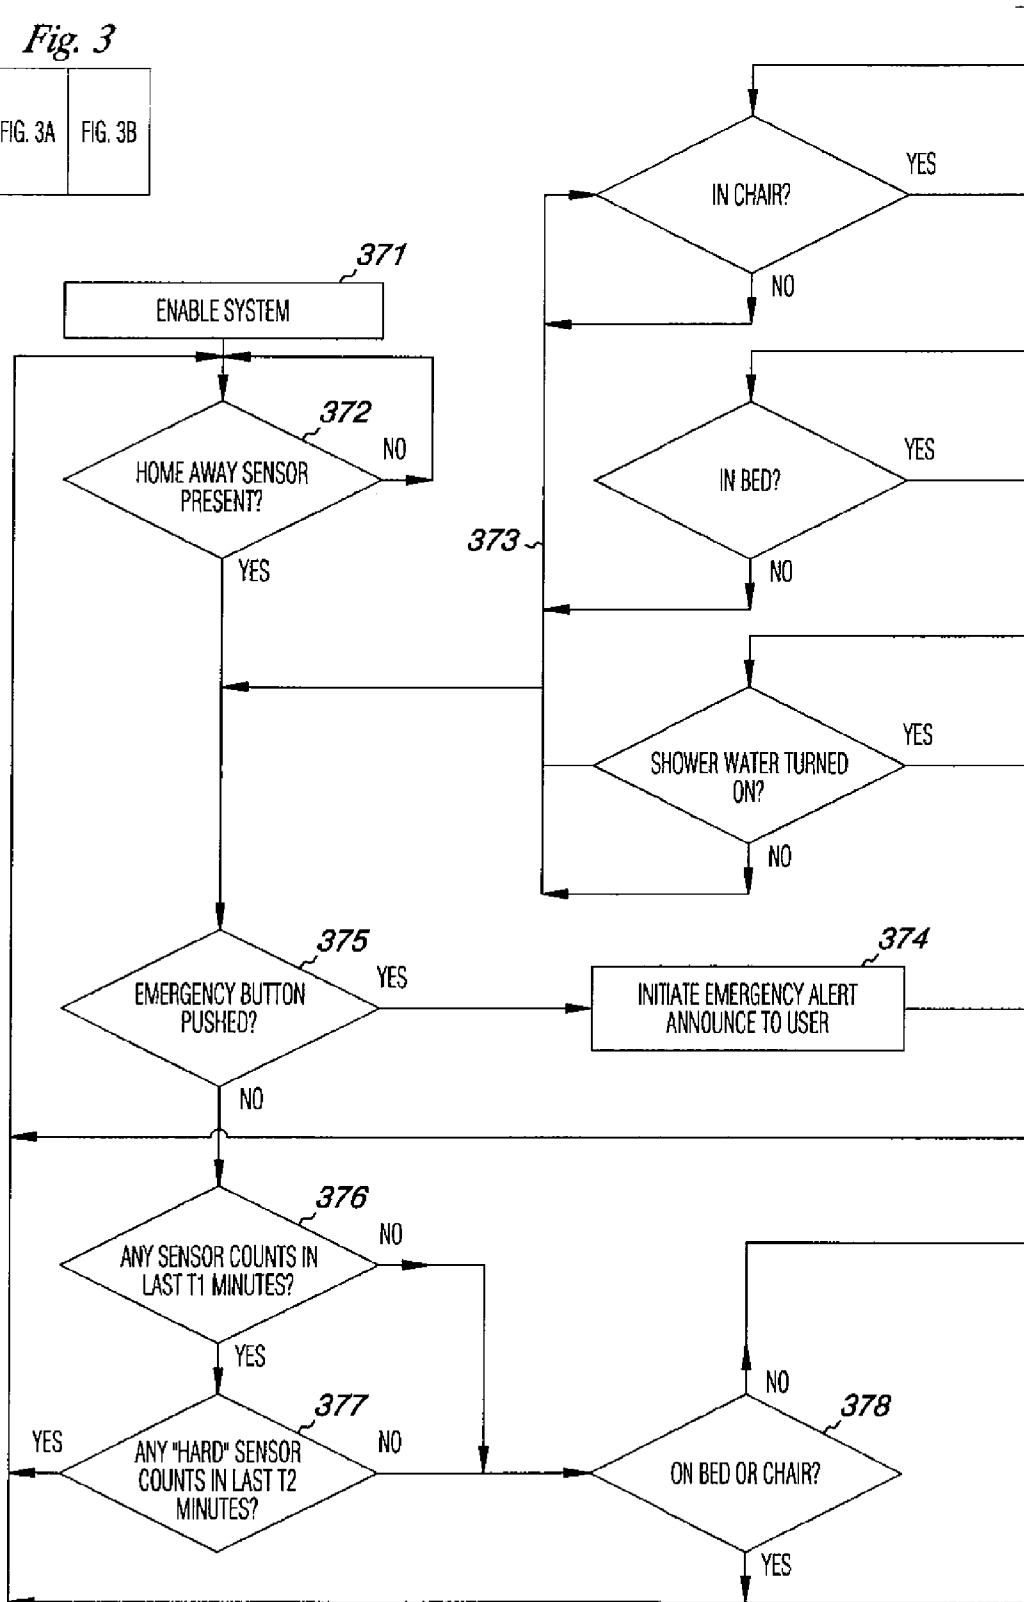 Fig. 3
FIG. 3A
FIG. 3B
371
ENABLE SYSTEM
372
HOME AWAY SENSOR
PRESENT?
NO
YES
IN CHAIR?
YES
NO
IN BED?
YES
NO
373
SHOWER WATER TURNED
ON?
YES
NO
375
EMERGENCY BUTTON
PUSHED?
YES
NO
374
INITIATE EMERGENCY ALERT
ANNOUNCE TO USER
376
ANY SENSOR COUNTS IN
LAST T1 MINUTES?
NO
YES
377
ANY "HARD" SENSOR
COUNTS IN LAST T2
MINUTES?
YES
NO
378
ON BED OR CHAIR?
NO
YES